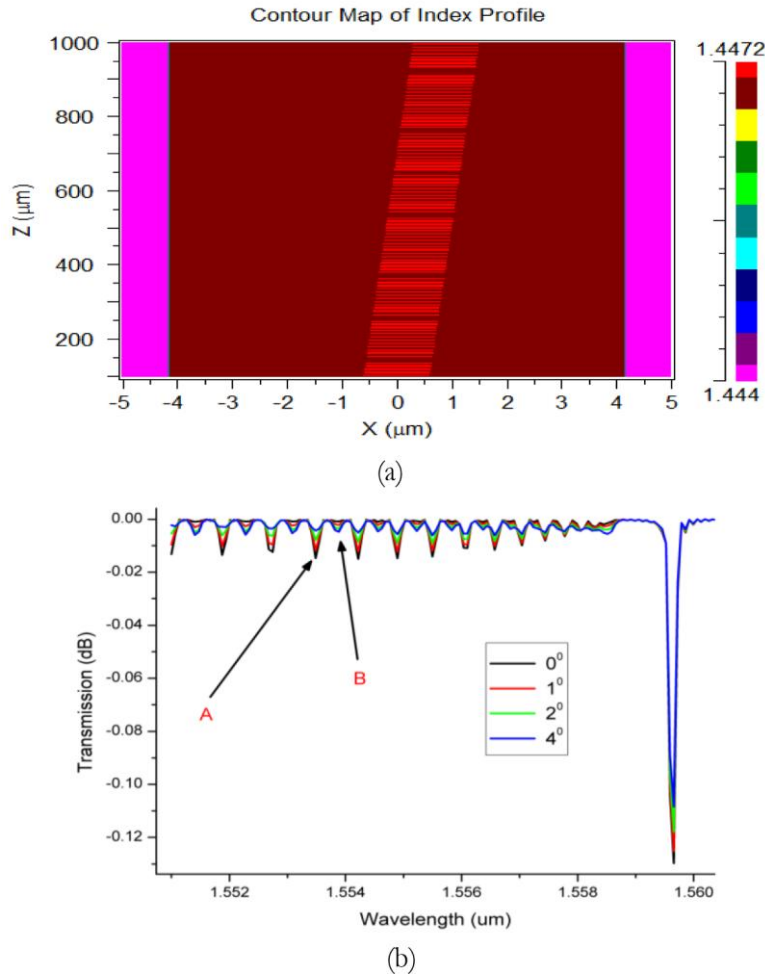 Contour Map of Index Profile
1000
800
600
400
200
Z (μm)
-5 -4 -3 -2 -1 0 1 2 3 4 5
X (μm)
1.4472
1.444
(a)
0.00
-0.02
-0.04
-0.06
-0.08
-0.10
-0.12
Transmission (dB)
A
B
0⁰
1⁰
2⁰
4⁰
1.552 1.554 1.556 1.558 1.560
Wavelength (um)
(b)